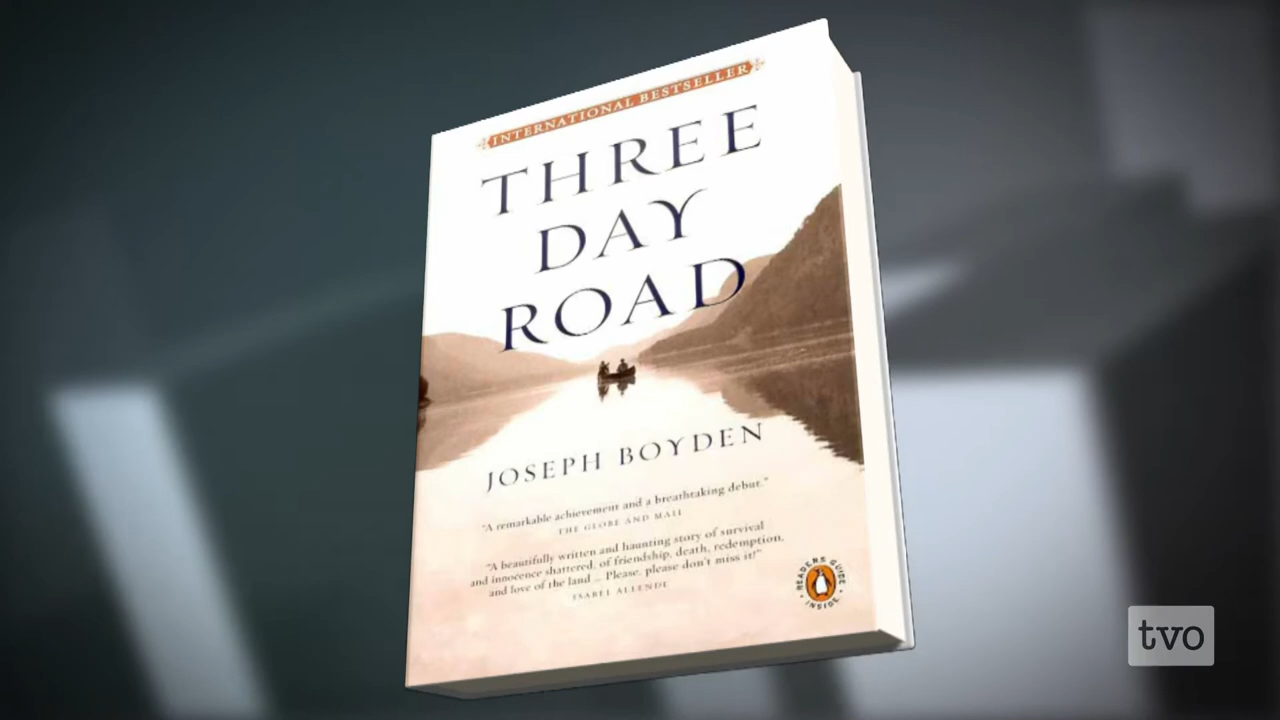 INTERNATIONAL BESTSELLER
THREE
DAY
ROAD
JOSEPH BOYDEN
"A remarkable achievement and a breathtaking debut."
THE GLOBE AND MAIL
"A beautifully written and haunting story of survival
and innocence shattered, of friendship, death, redemption,
and love of the land – Please, please don't miss it!"
ISABEL ALLENDE
READERS GUIDE
• INSIDE •
tvo